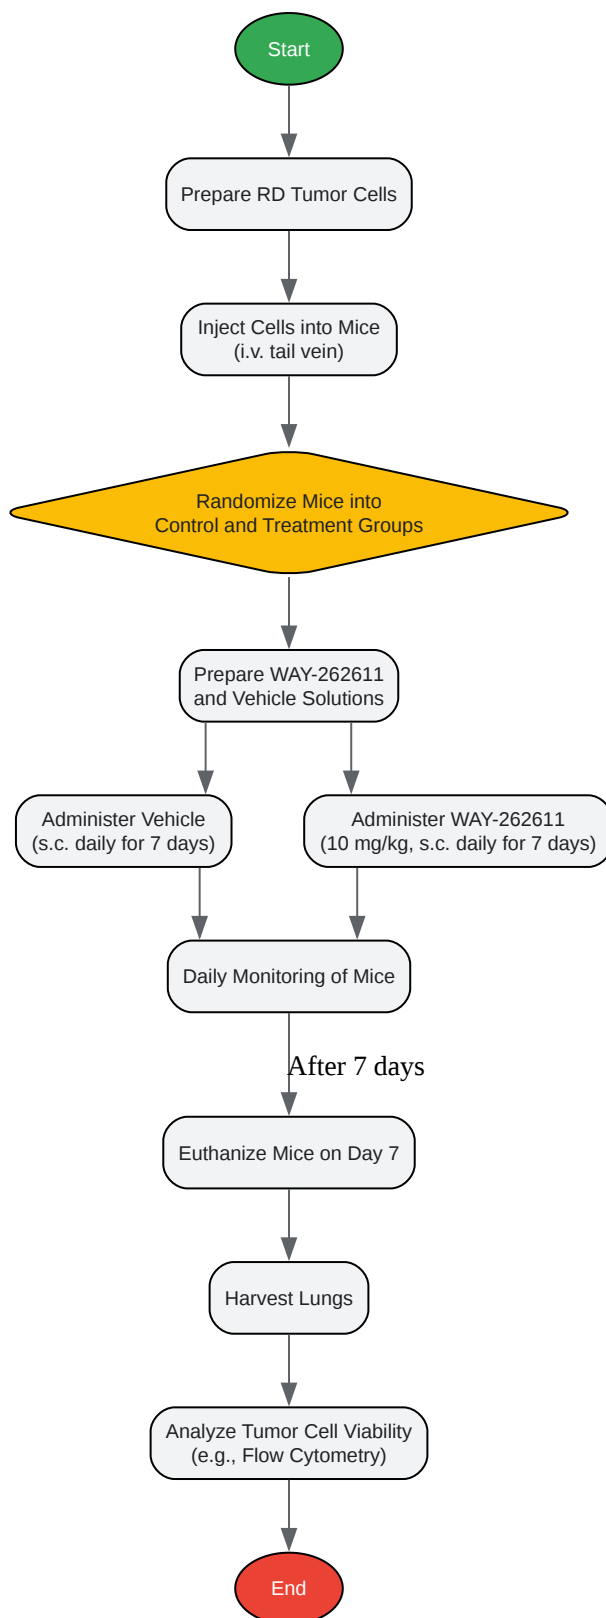 Start
Prepare RD Tumor Cells
Inject Cells into Mice
(i.v. tail vein)
Randomize Mice into
Control and Treatment Groups
Prepare WAY-262611
and Vehicle Solutions
Administer Vehicle
(s.c. daily for 7 days)
Administer WAY-262611
(10 mg/kg, s.c. daily for 7 days)
Daily Monitoring of Mice
After 7 days
Euthanize Mice on Day 7
Harvest Lungs
Analyze Tumor Cell Viability
(e.g., Flow Cytometry)
End